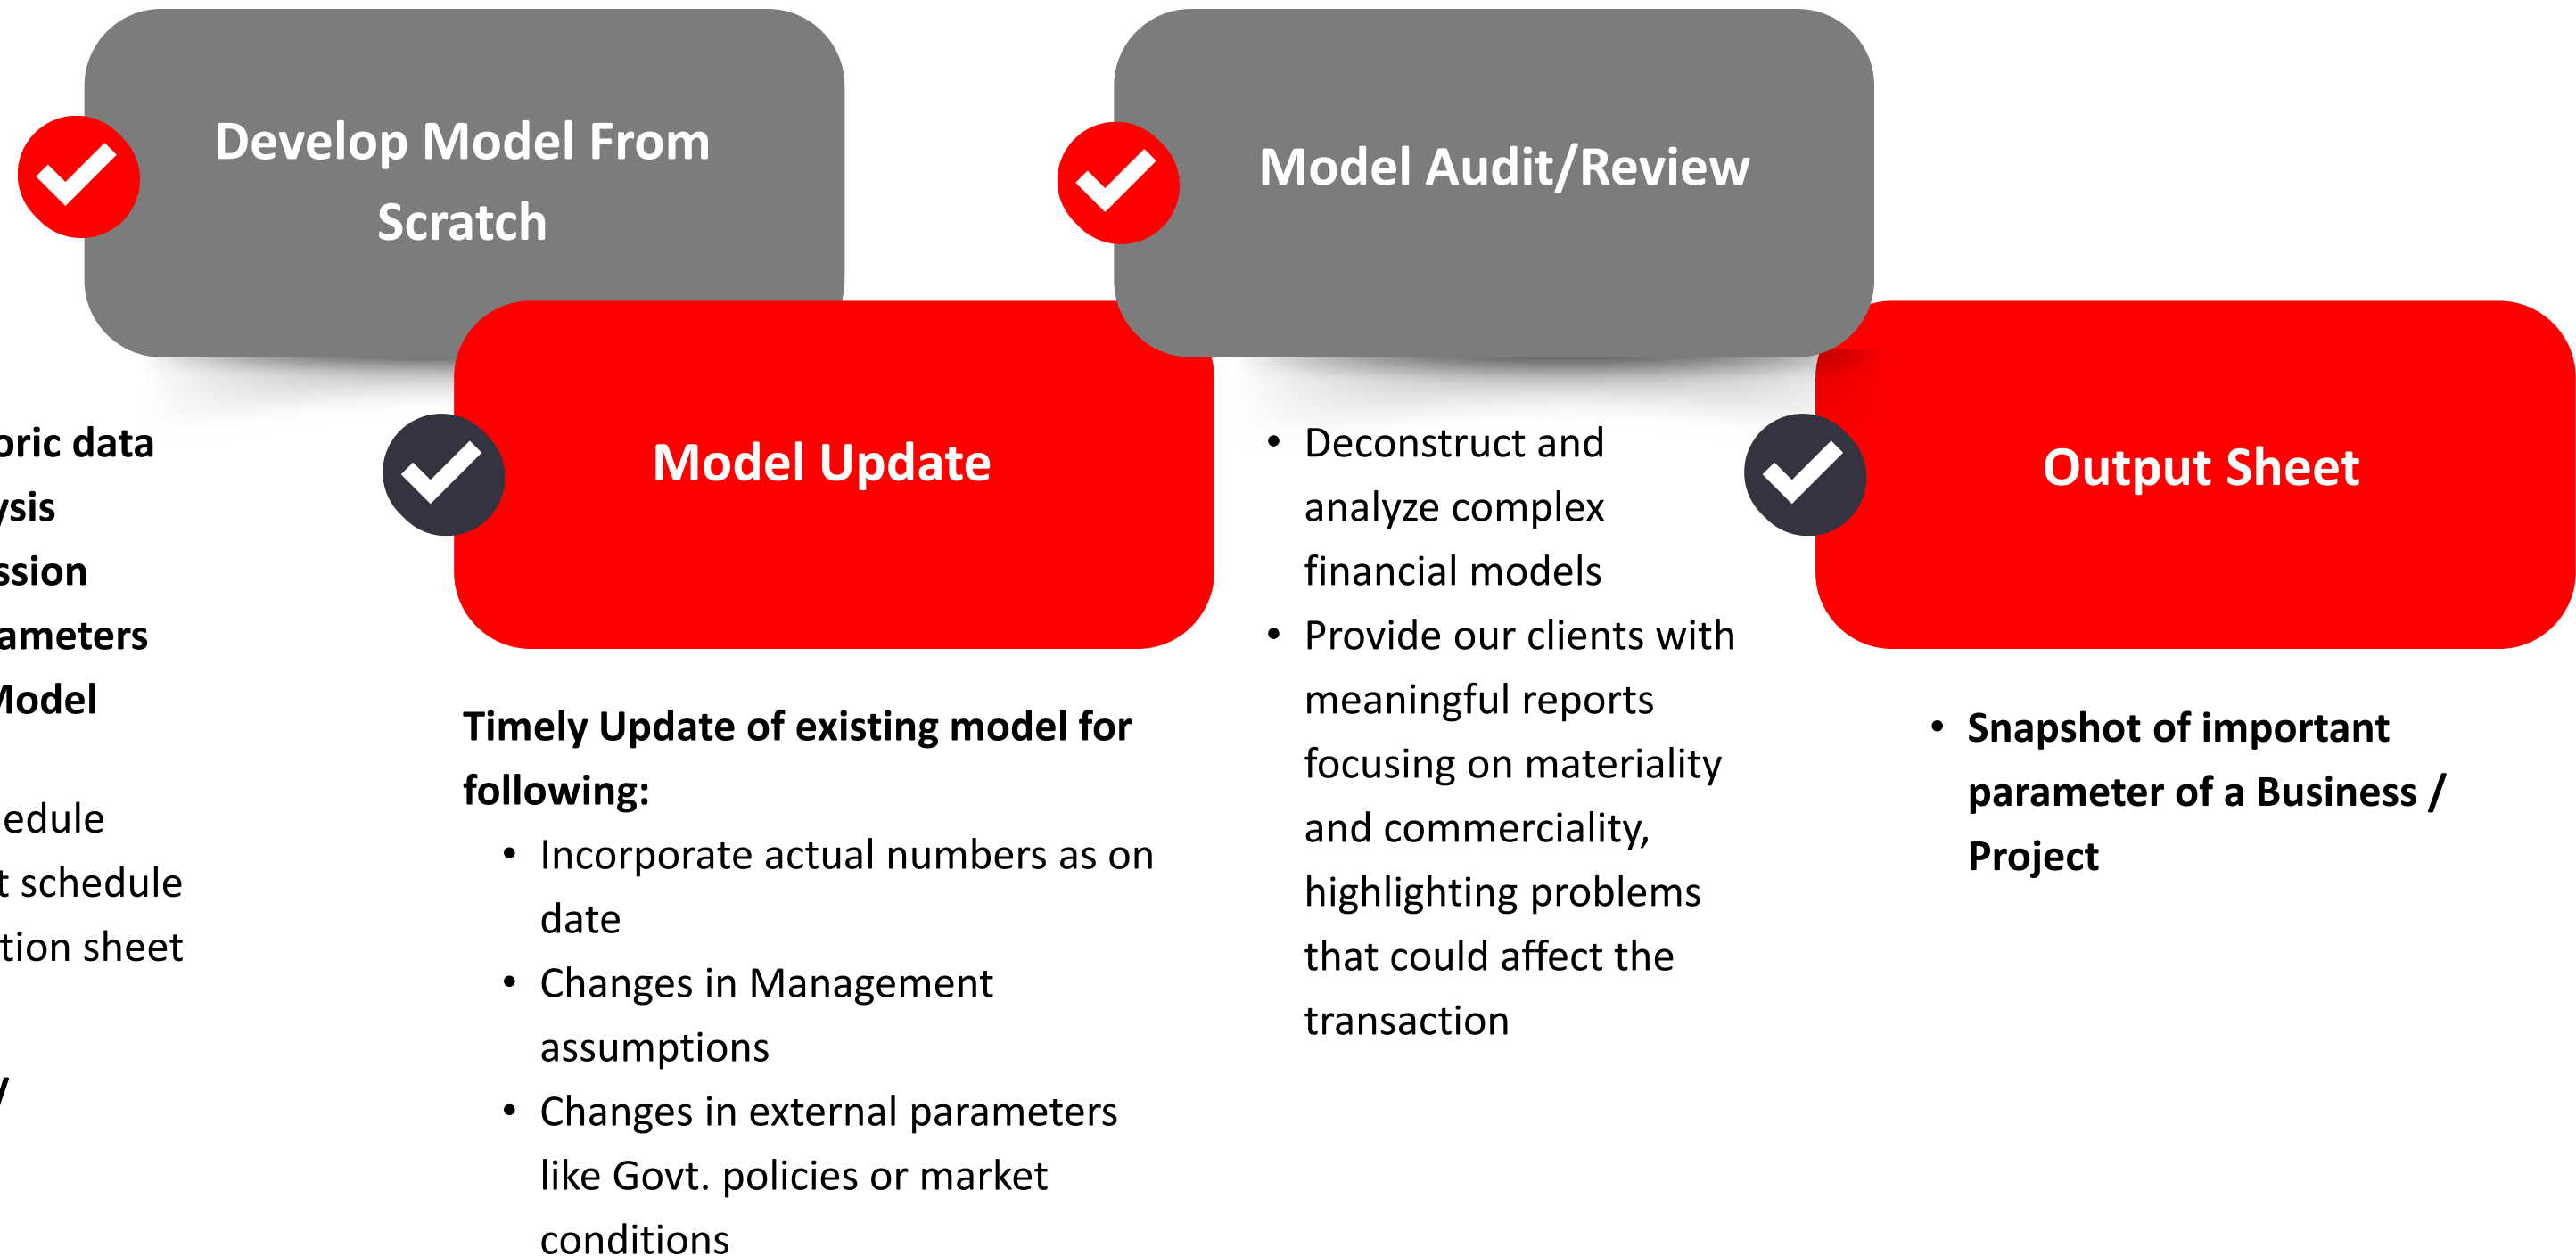 Develop Model From
Scratch
oric data
ysis
ssion
ameters
Model
edule
t schedule
tion sheet
Model Update
Timely Update of existing model for
following:
• Incorporate actual numbers as on
date
• Changes in Management
assumptions
• Changes in external parameters
like Govt. policies or market
conditions
Model Audit/Review
• Deconstruct and
analyze complex
financial models
• Provide our clients with
meaningful reports
focusing on materiality
and commerciality,
highlighting problems
that could affect the
transaction
Output Sheet
• Snapshot of important
parameter of a Business /
Project